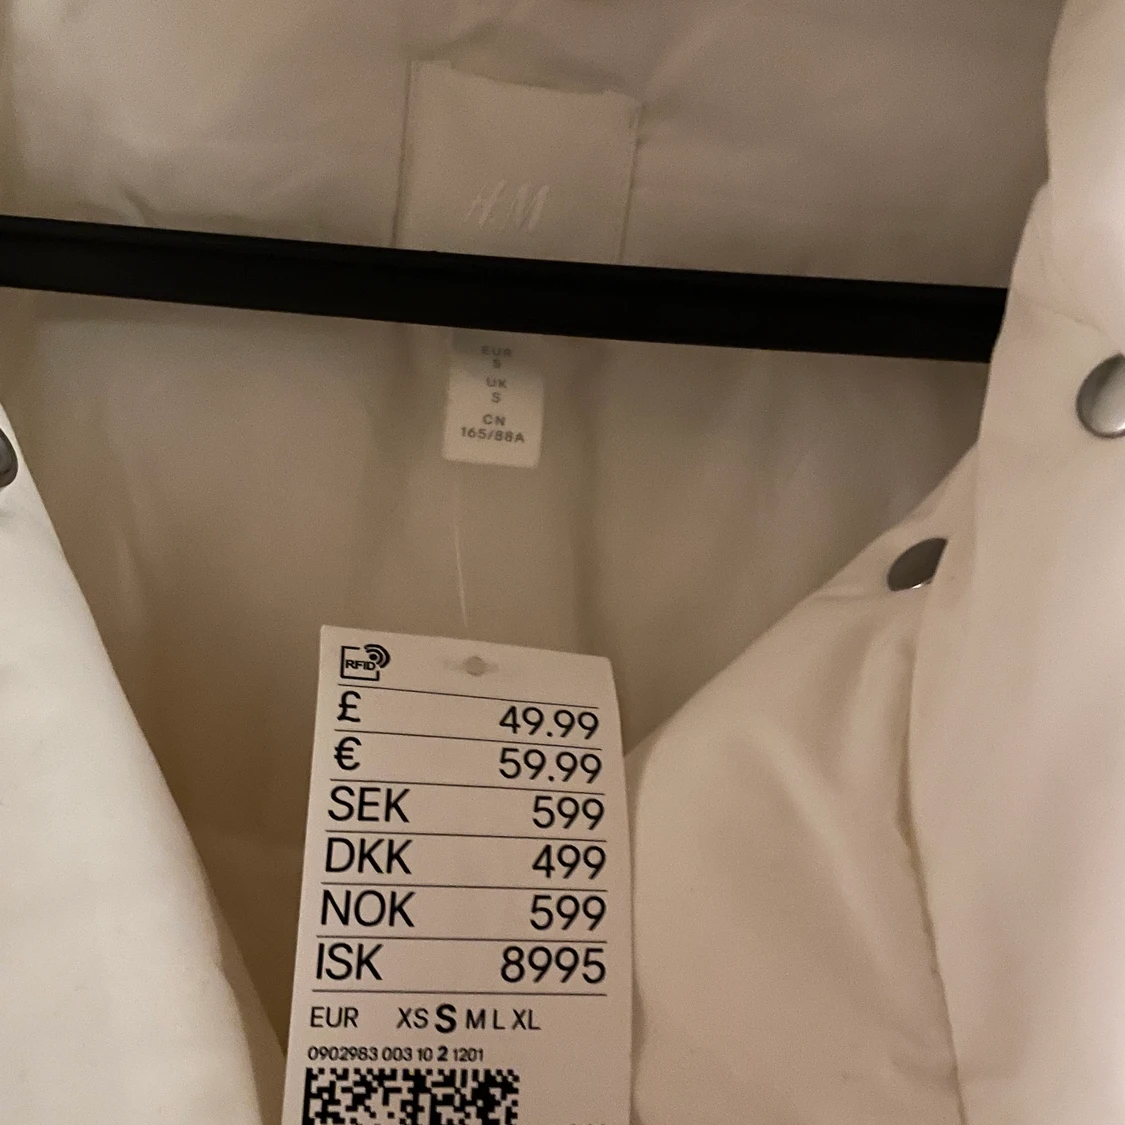 H&M
EUR
S
UK
S
CN
165/88A
RFID
£ 49.99
€ 59.99
SEK 599
DKK 499
NOK 599
ISK 8995
EUR XS S M L XL
0902983 003 10 2 1201